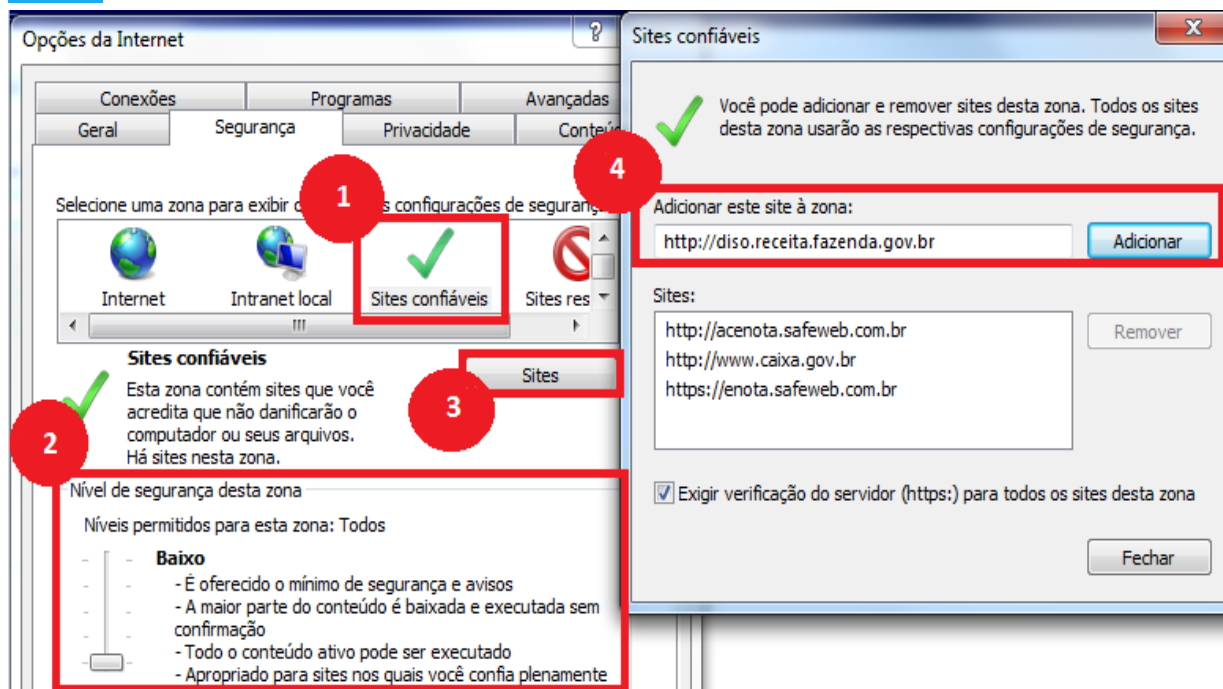 Opções da Internet
?
Conexões Programas Avançadas
Geral Segurança Privacidade
Selecione uma zona para exibir configurações de
1
Internet Intranet local Sites confiáveis Sites
Sites confiáveis
Esta zona contém sites que você
acredita que não danificarão o
computador ou seus arquivos.
Há sites nesta zona.
Sites
3
2
Nível de segurança desta zona
Níveis permitidos para esta zona: Todos
Baixo
- É oferecido o mínimo de segurança e avisos
- A maior parte do conteúdo é baixada e executada sem
confirmação
- Todo o conteúdo ativo pode ser executado
- Apropriado para sites nos quais você confia plenamente
Sites confiáveis
X
Você pode adicionar e remover sites desta zona. Todos os sites
desta zona usarão as respectivas configurações de segurança.
4
Adicionar este site à zona:
http://diso.receita.fazenda.gov.br Adicionar
Sites:
http://acenota.safeweb.com.br
http://www.caixa.gov.br
https://enota.safeweb.com.br
Remover
Exigir verificação do servidor (https:) para todos os sites desta zona
Fechar